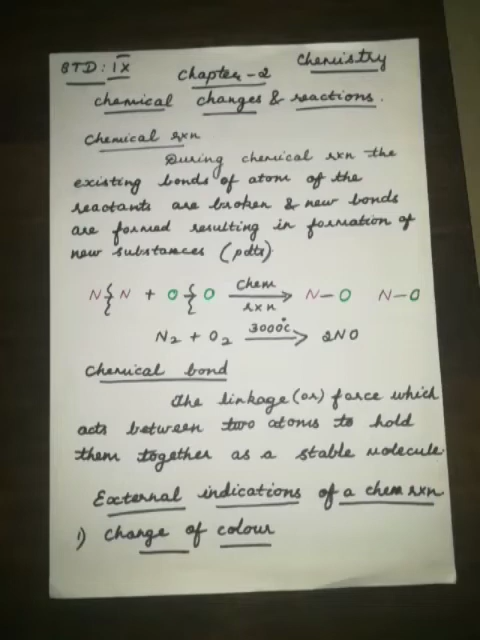 STD: IX
Chemistry
Chapter-2
Chemical changes & reactions.
Chemical rxn
During chemical rxn the
existing bonds of atom of the
reactants are broken & new bonds
are formed resulting in formation of
new substances (pdts)
N N + O O chem rxn → N-O N-O
N₂ + O₂ 3000°C → 2NO
Chemical bond
The linkage (or) force which
acts between two atoms to hold
them together as a stable molecule
External indications of a chem rxn
1) Change of colour